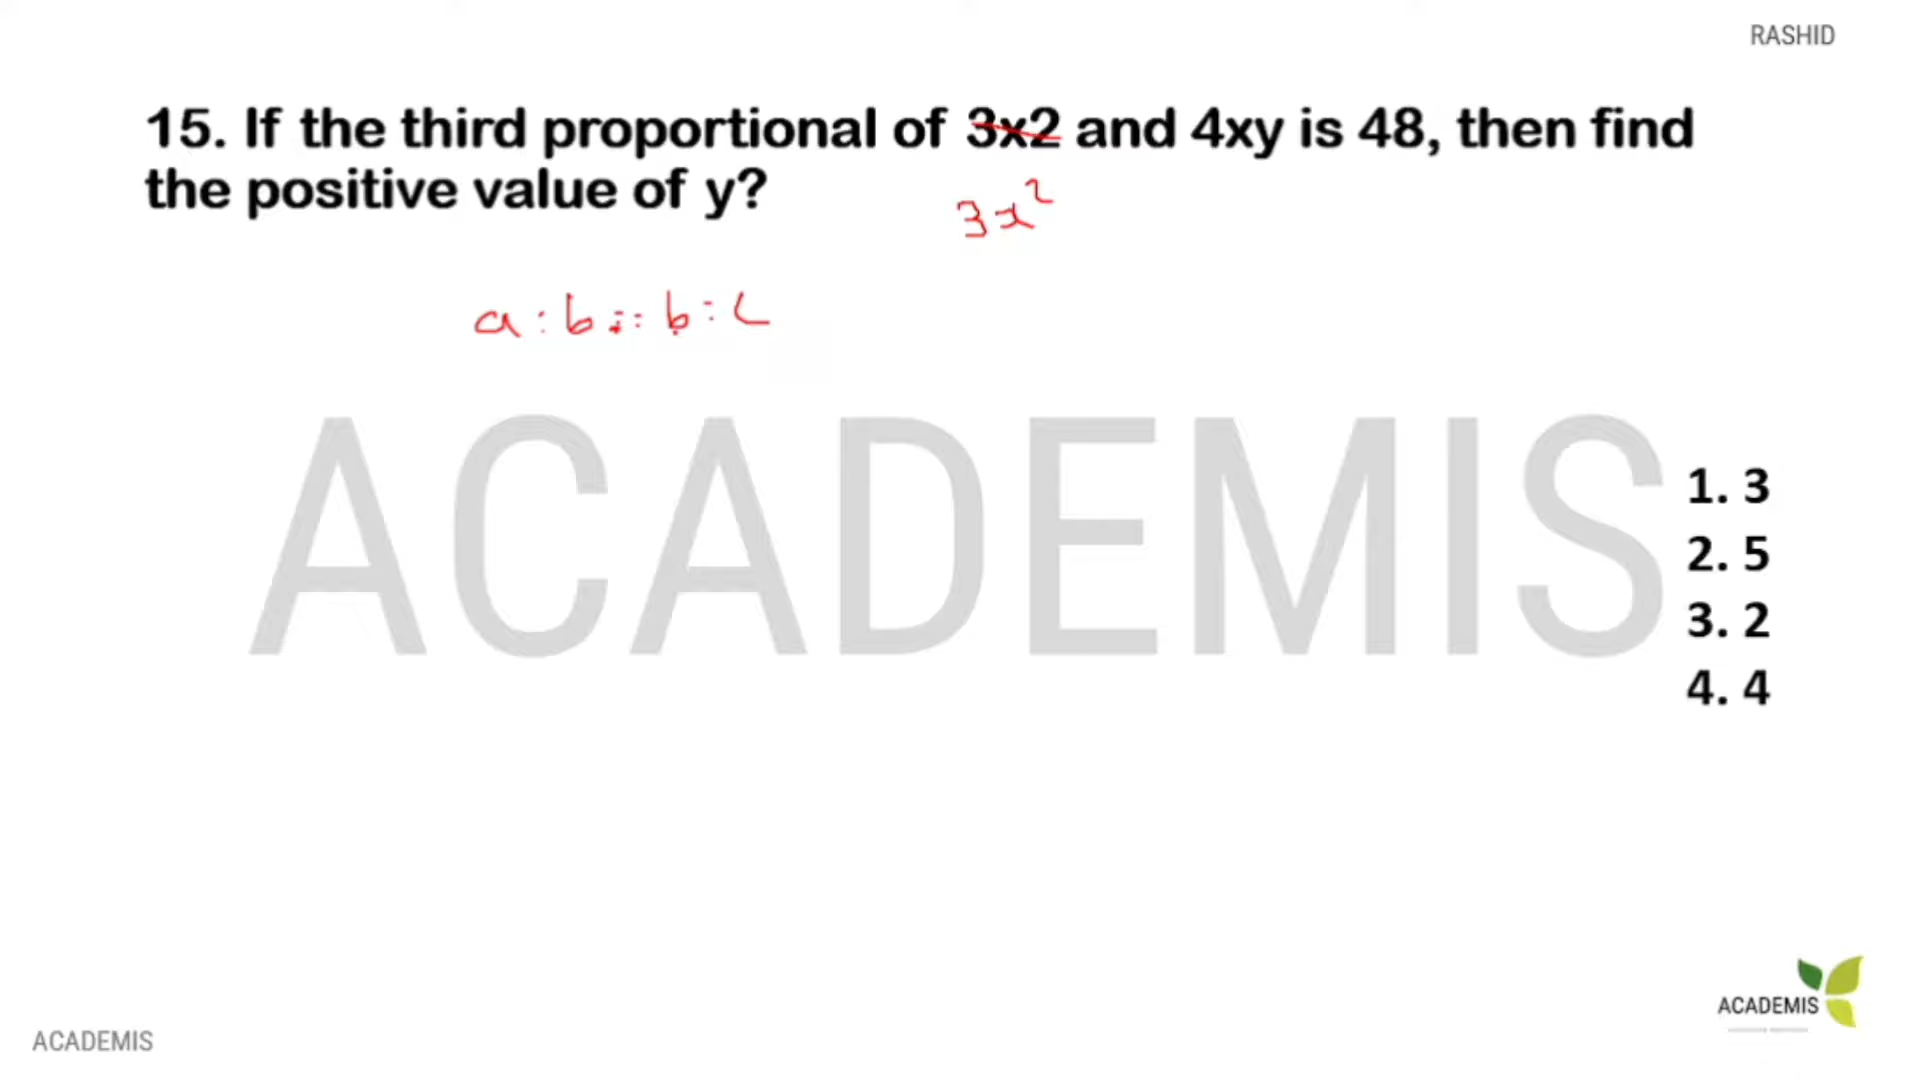 RASHID
15. If the third proportional of 3x2 and 4xy is 48, then find
the positive value of y?
3x²
a : b :: b : c
ACADEMIS
1. 3
2. 5
3. 2
4. 4
ACADEMIS
ACADEMIS